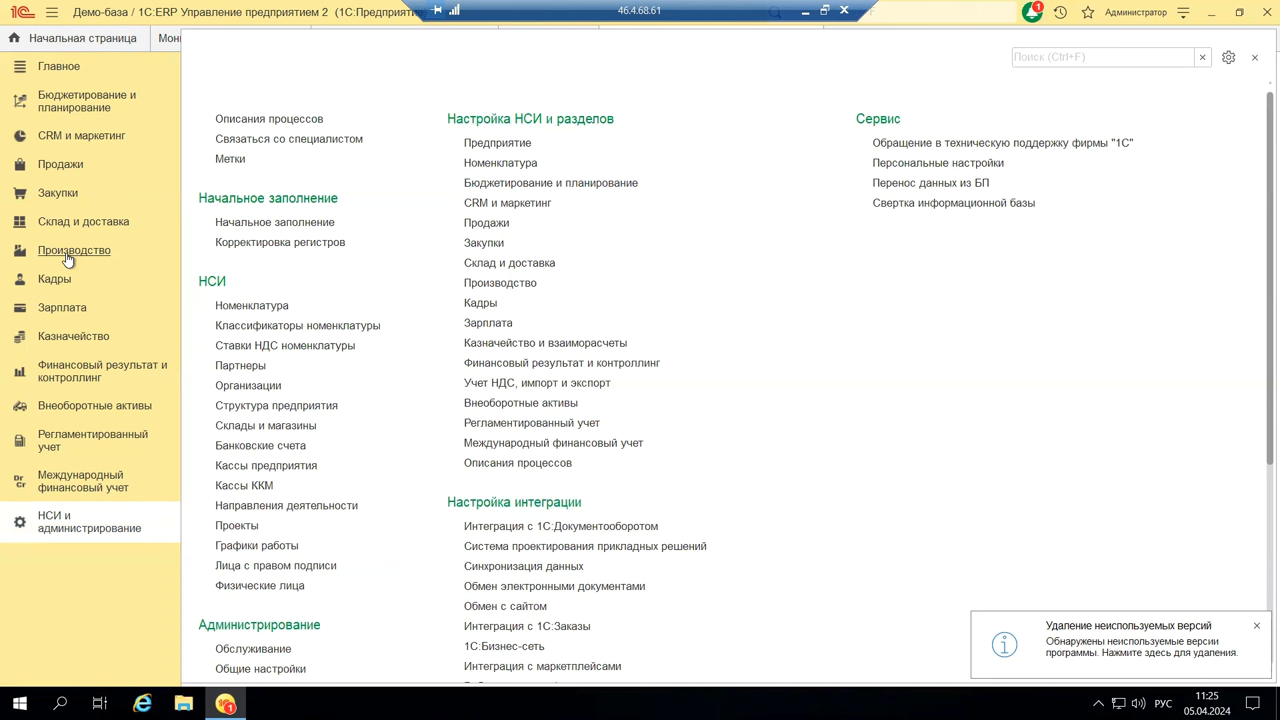 Демо-база / 1С:ERP Управление предприятием 2 (1С:Предприятие
46.4.68.61
1
Администратор
Начальная страница
Мони
Главное
Бюджетирование и
планирование
CRM и маркетинг
Продажи
Закупки
Склад и доставка
Производство
Кадры
Зарплата
Казначейство
Финансовый результат и
контроллинг
Внеоборотные активы
Регламентированный
учет
Международный
финансовый учет
НСИ и
администрирование
Поиск (Ctrl+F)
Описания процессов
Связаться со специалистом
Метки
Начальное заполнение
Начальное заполнение
Корректировка регистров
НСИ
Номенклатура
Классификаторы номенклатуры
Ставки НДС номенклатуры
Партнеры
Организации
Структура предприятия
Склады и магазины
Банковские счета
Кассы предприятия
Кассы ККМ
Направления деятельности
Проекты
Графики работы
Лица с правом подписи
Физические лица
Администрирование
Обслуживание
Общие настройки
Настройка НСИ и разделов
Предприятие
Номенклатура
Бюджетирование и планирование
CRM и маркетинг
Продажи
Закупки
Склад и доставка
Производство
Кадры
Зарплата
Казначейство и взаиморасчеты
Финансовый результат и контроллинг
Учет НДС, импорт и экспорт
Внеоборотные активы
Регламентированный учет
Международный финансовый учет
Описания процессов
Настройка интеграции
Интеграция с 1С:Документооборотом
Система проектирования прикладных решений
Синхронизация данных
Обмен электронными документами
Обмен с сайтом
Интеграция с 1С:Заказы
1С:Бизнес-сеть
Интеграция с маркетплейсами
Сервис
Обращение в техническую поддержку фирмы "1С"
Персональные настройки
Перенос данных из БП
Свертка информационной базы
Удаление неиспользуемых версий
Обнаружены неиспользуемые версии
программы. Нажмите здесь для удаления.
РУС
11:25
05.04.2024